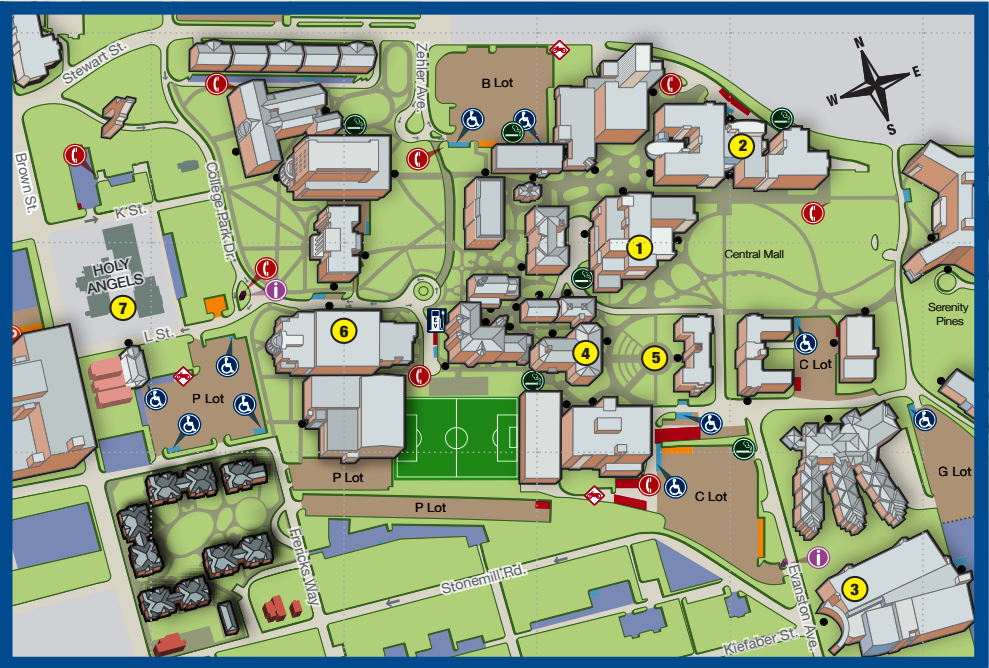 Stewart St.
Zehler Ave.
B Lot
N
E
W
S
2
Brown St.
College Park Dr.
K St.
HOLY
ANGELS
7
i
1
Central Mall
Serenity
Pines
L St.
6
EV
4
5
C Lot
P Lot
P Lot
P Lot
C Lot
G Lot
Frericks Way
Stonemill Rd.
i
Evanston Ave.
3
Kiefaber St.